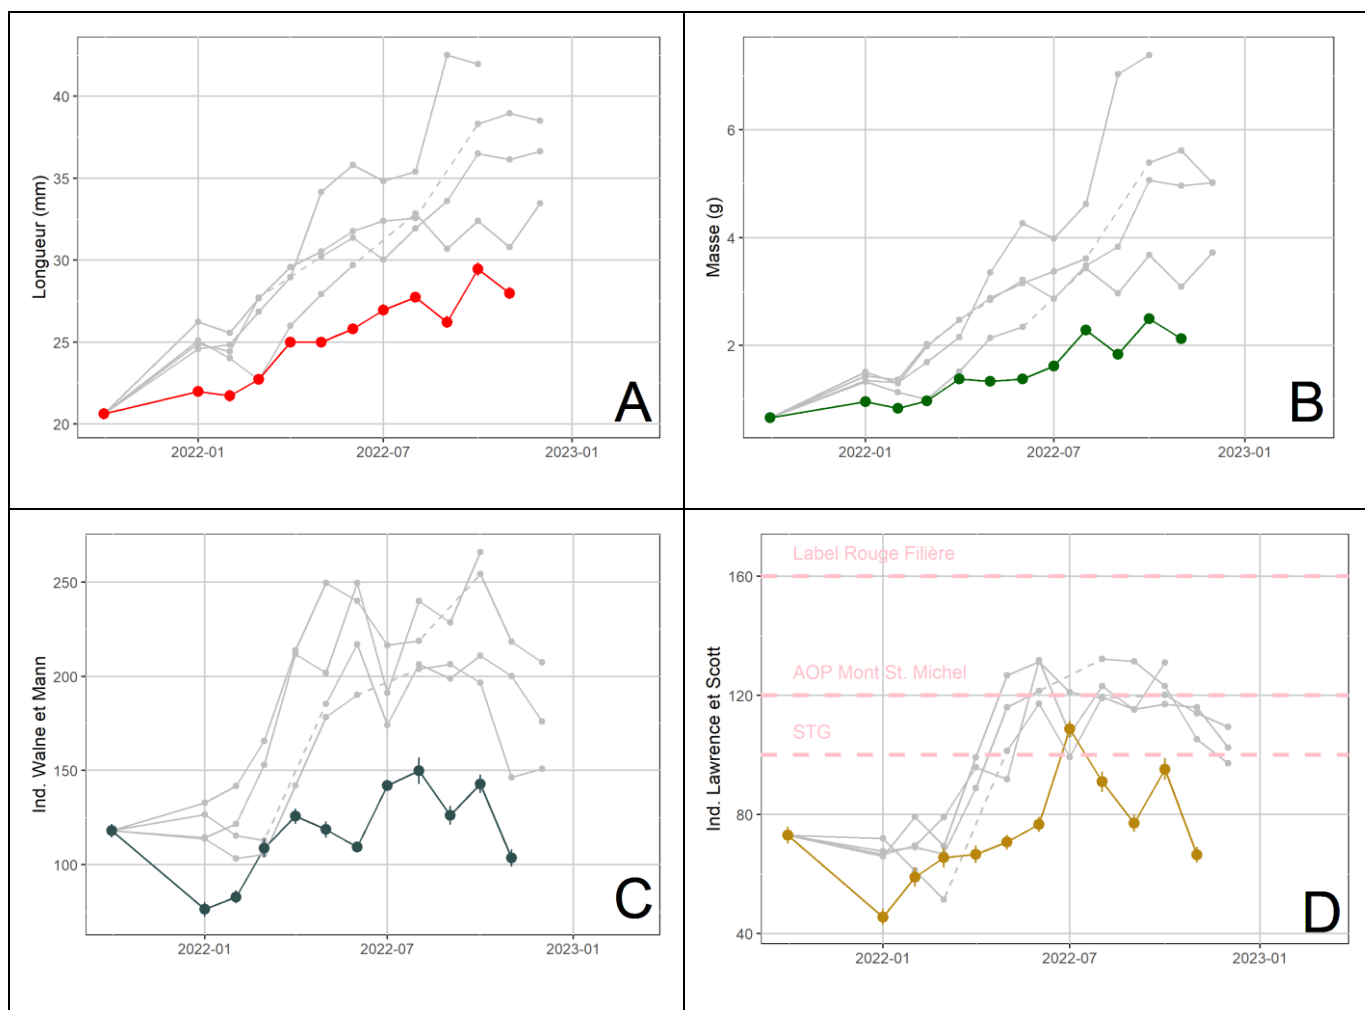 40
35
30
25
20
Longueur (mm)
2022-01 2022-07 2023-01
A
6
4
2
Masse (g)
2022-01 2022-07 2023-01
B
250
200
150
100
Ind. Walne et Mann
2022-01 2022-07 2023-01
C
160
120
80
40
Ind. Lawrence et Scott
Label Rouge Filière
AOP Mont St. Michel
STG
2022-01 2022-07 2023-01
D